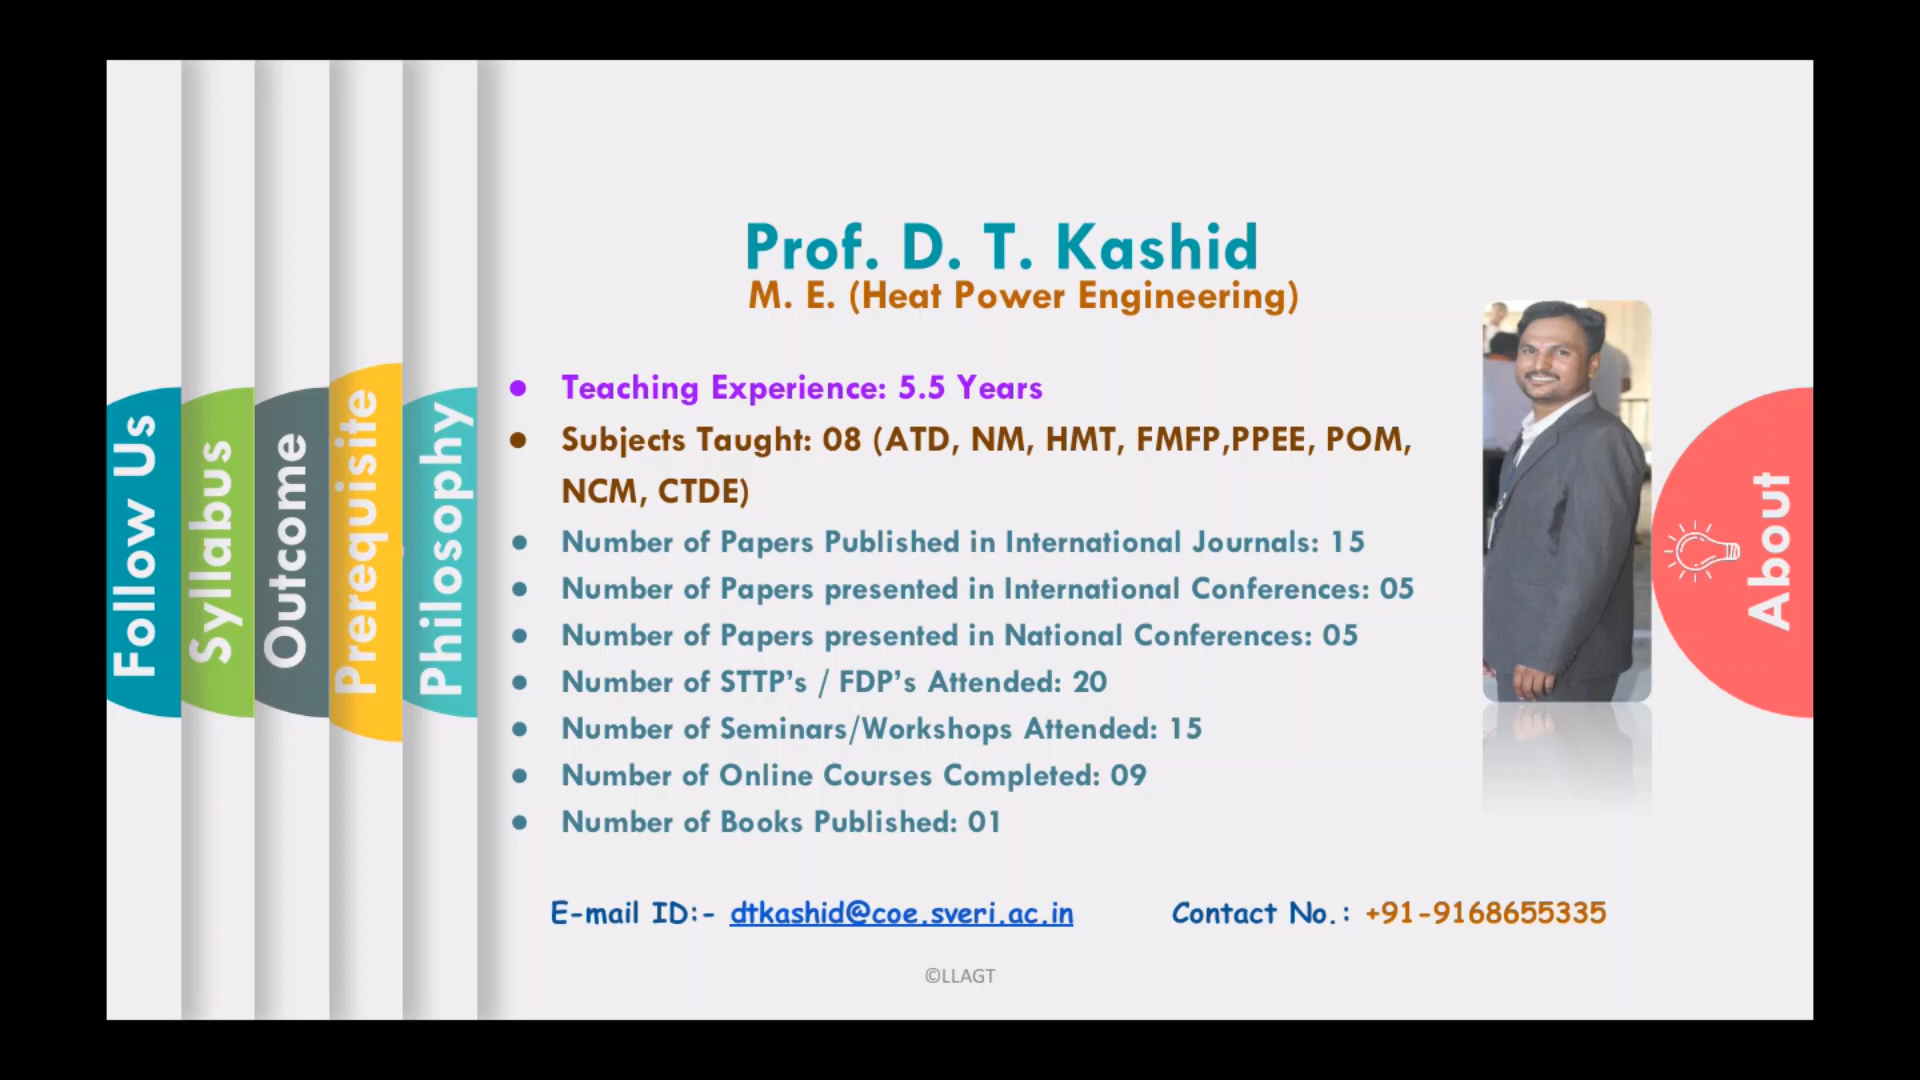 Follow Us
Syllabus
Outcome
Prerequisite
Philosophy
Prof. D. T. Kashid
M. E. (Heat Power Engineering)
• Teaching Experience: 5.5 Years
• Subjects Taught: 08 (ATD, NM, HMT, FMFP,PPEE, POM,
NCM, CTDE)
• Number of Papers Published in International Journals: 15
• Number of Papers presented in International Conferences: 05
• Number of Papers presented in National Conferences: 05
• Number of STTP’s / FDP’s Attended: 20
• Number of Seminars/Workshops Attended: 15
• Number of Online Courses Completed: 09
• Number of Books Published: 01
E-mail ID:- dtkashid@coe.sveri.ac.in Contact No.: +91-9168655335
©LLAGT
About